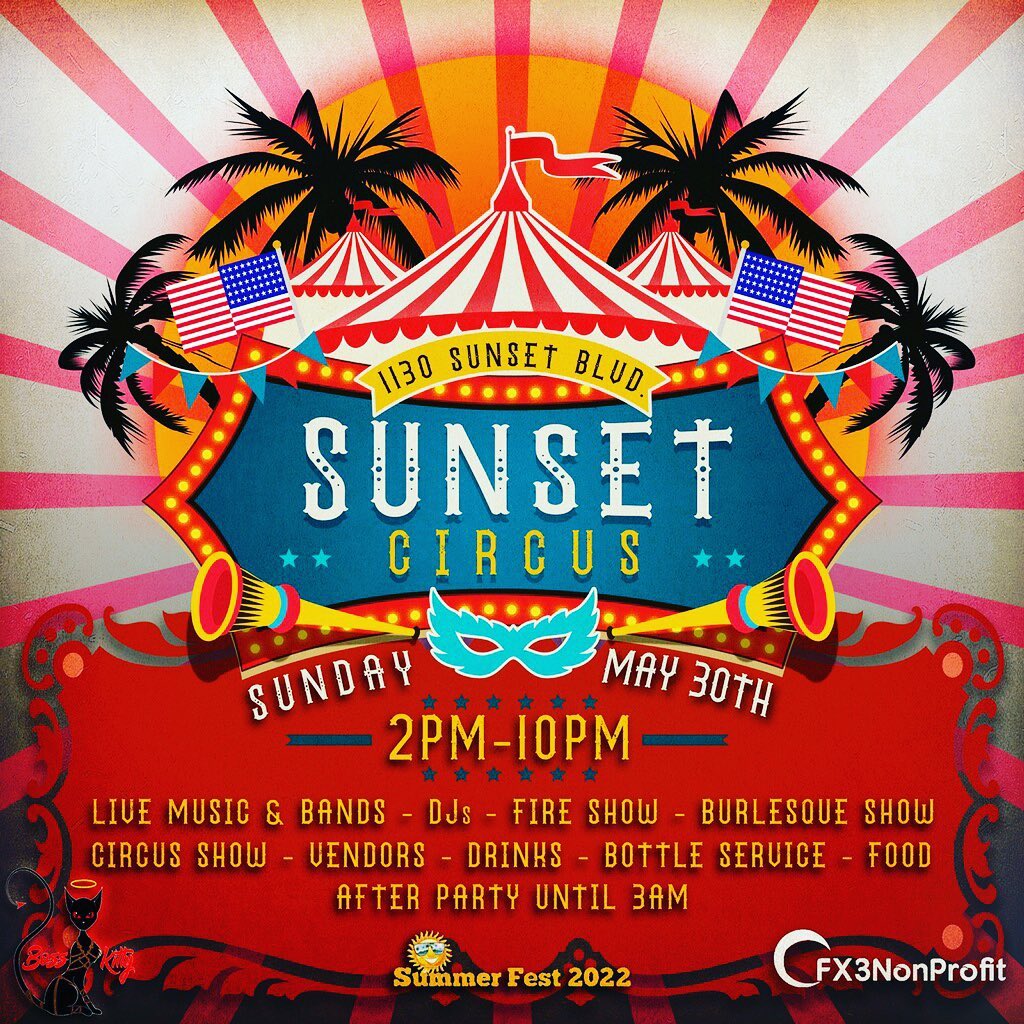 1130 SUNSET BLVD.
SUNSET
CIRCUS
SUNDAY MAY 30TH
2PM-10PM
LIVE MUSIC & BANDS - DJs - FIRE SHOW - BURLESQUE SHOW
CIRCUS SHOW - VENDORS - DRINKS - BOTTLE SERVICE - FOOD
AFTER PARTY UNTIL 3AM
Boss Kitty
Summer Fest 2022
FX3NonProfit